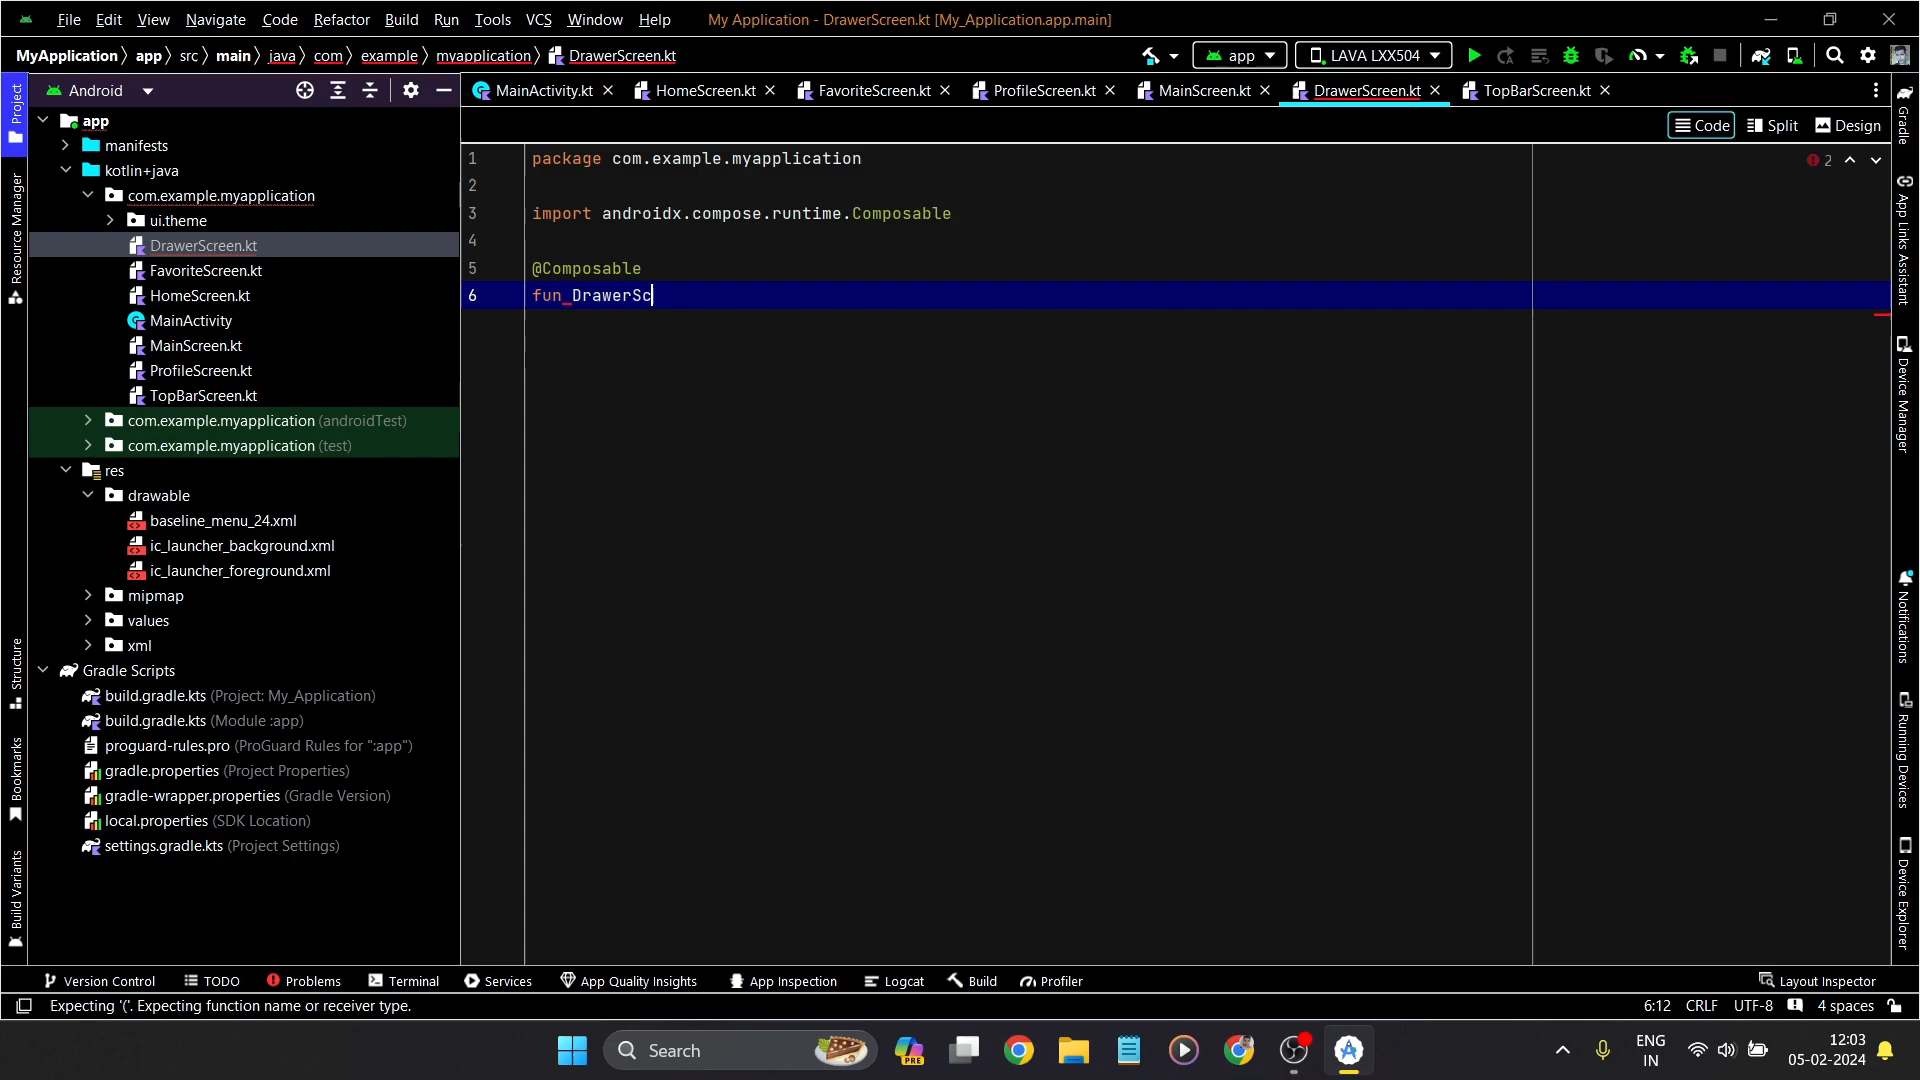 File Edit View Navigate Code Refactor Build Run Tools VCS Window Help My Application - DrawerScreen.kt [My_Application.app.main]
MyApplication app src main java com example myapplication DrawerScreen.kt app LAVA LXX504
Android MainActivity.kt HomeScreen.kt FavoriteScreen.kt ProfileScreen.kt MainScreen.kt DrawerScreen.kt TopBarScreen.kt
Code Split Design
Project
Resource Manager
Structure
Bookmarks
Build Variants
app
manifests
kotlin+java
com.example.myapplication
ui.theme
DrawerScreen.kt
FavoriteScreen.kt
HomeScreen.kt
MainActivity
MainScreen.kt
ProfileScreen.kt
TopBarScreen.kt
com.example.myapplication (androidTest)
com.example.myapplication (test)
res
drawable
baseline_menu_24.xml
ic_launcher_background.xml
ic_launcher_foreground.xml
mipmap
values
xml
Gradle Scripts
build.gradle.kts (Project: My_Application)
build.gradle.kts (Module :app)
proguard-rules.pro (ProGuard Rules for ":app")
gradle.properties (Project Properties)
gradle-wrapper.properties (Gradle Version)
local.properties (SDK Location)
settings.gradle.kts (Project Settings)
1 package com.example.myapplication
2
3 import androidx.compose.runtime.Composable
4
5 @Composable
6 fun DrawerSc
2
Gradle
App Links Assistant
Device Manager
Notifications
Running Devices
Device Explorer
Version Control TODO Problems Terminal Services App Quality Insights App Inspection Logcat Build Profiler Layout Inspector
Expecting '('. Expecting function name or receiver type. 6:12 CRLF UTF-8 4 spaces
Search PRE ENG IN 12:03 05-02-2024